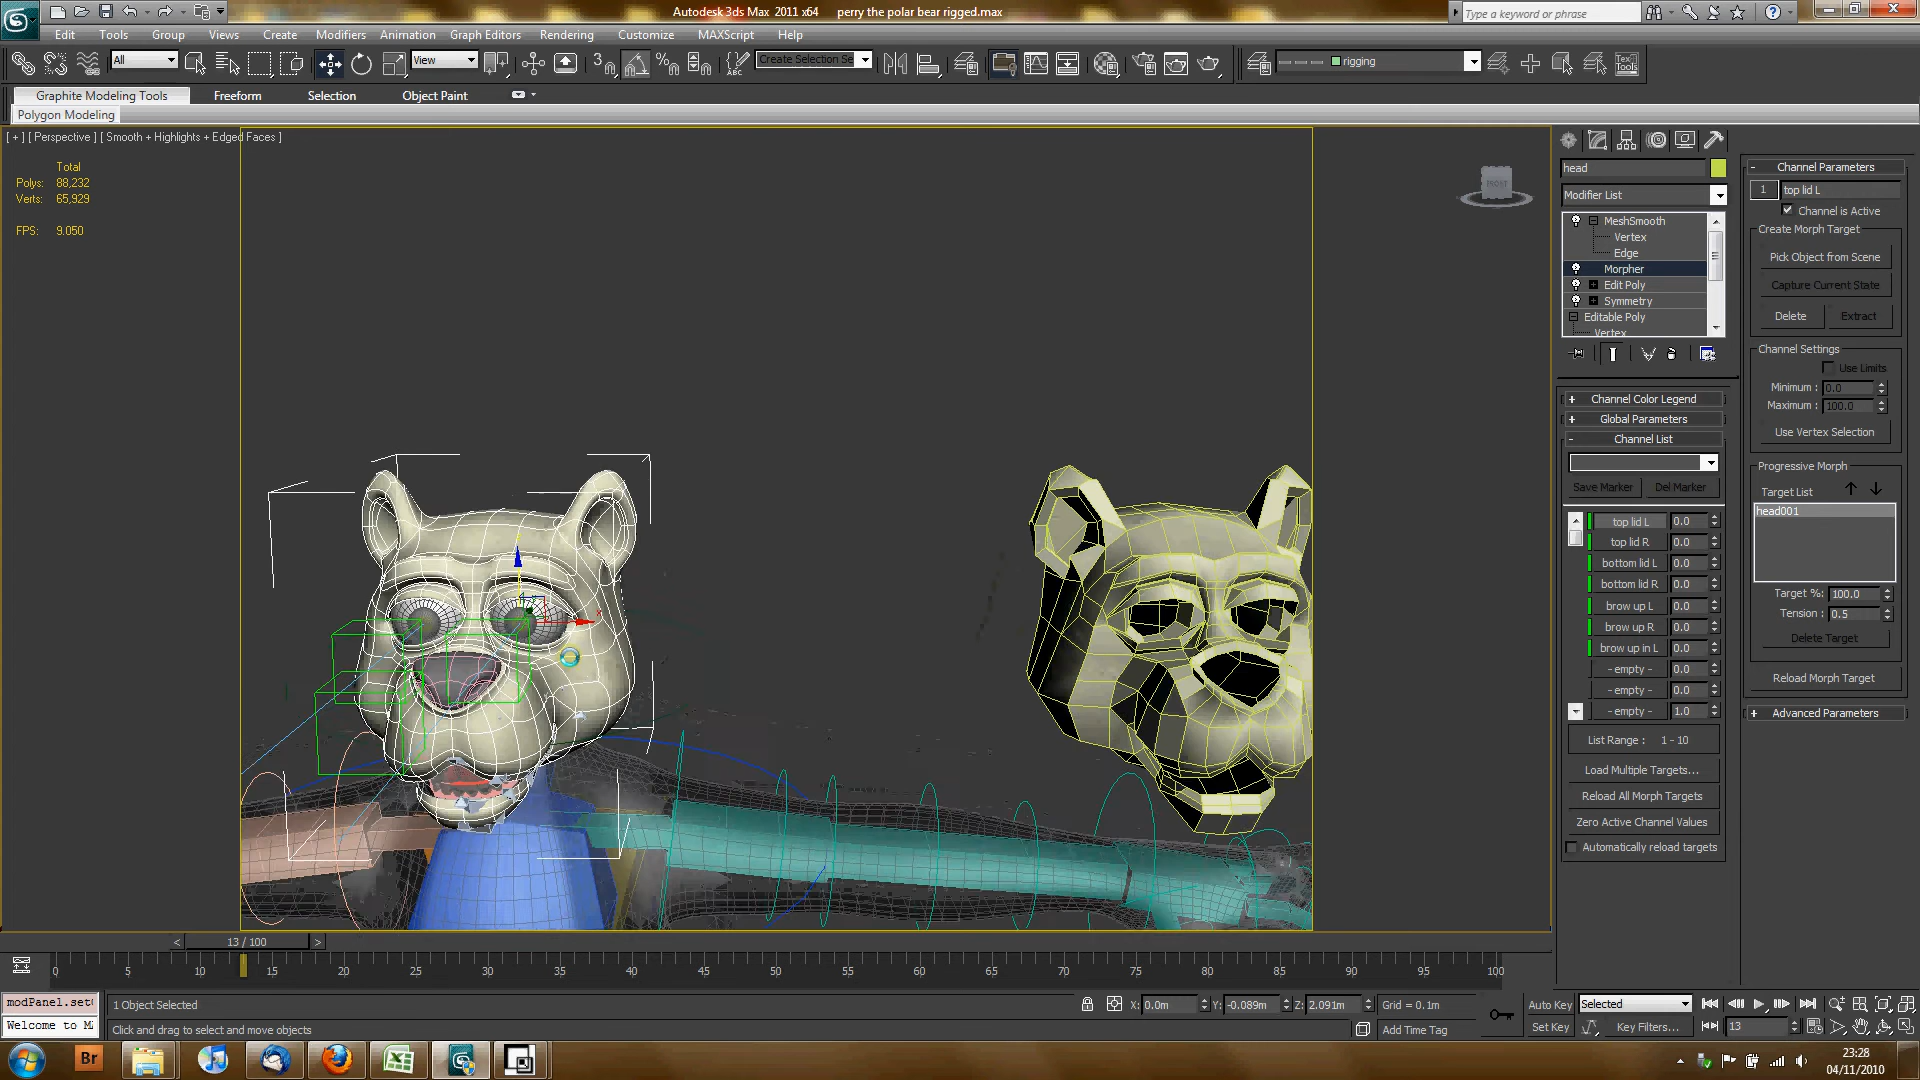 Autodesk 3ds Max 2011 x64 perry the polar bear rigged.max
Type a keyword or phrase
Edit Tools Group Views Create Modifiers Animation Graph Editors Rendering Customize MAXScript Help
All View Create Selection Se rigging
Graphite Modeling Tools Freeform Selection Object Paint
Polygon Modeling
[ + ] [ Perspective ] [ Smooth + Highlights + Edged Faces ]
Total
Polys: 88,232
Verts: 65,929
FPS: 9.050
FRONT
head
Modifier List
MeshSmooth
Vertex
Edge
Morpher
Edit Poly
Symmetry
Editable Poly
Vertex
+ Channel Color Legend
+ Global Parameters
- Channel List
Save Marker Del Marker
top lid L 0.0
top lid R 0.0
bottom lid L 0.0
bottom lid R 0.0
brow up L 0.0
brow up R 0.0
brow up in L 0.0
- empty - 0.0
- empty - 0.0
- empty - 1.0
List Range : 1 - 10
Load Multiple Targets...
Reload All Morph Targets
Zero Active Channel Values
Automatically reload targets
- Channel Parameters
1 top lid L
Channel is Active
Create Morph Target
Pick Object from Scene
Capture Current State
Delete Extract
Channel Settings
Use Limits
Minimum : 0.0
Maximum : 100.0
Use Vertex Selection
Progressive Morph
Target List
head001
Target %: 100.0
Tension : 0.5
Delete Target
Reload Morph Target
+ Advanced Parameters
< 13 / 100 >
0 5 10 15 20 25 30 35 40 45 50 55 60 65 70 75 80 85 90 95 100
modPanel.set(
Welcome to M
1 Object Selected
Click and drag to select and move objects
X: 0.0m Y: -0.089m Z: 2.091m Grid = 0.1m
Add Time Tag
Auto Key Selected
Set Key Key Filters... 13
Br
23:28
04/11/2010